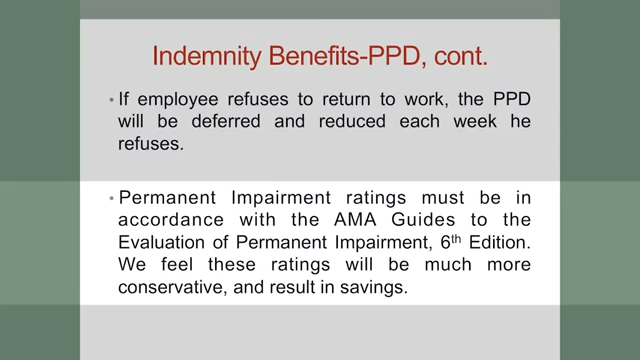 Indemnity Benefits-PPD, cont.
• If employee refuses to return to work, the PPD
will be deferred and reduced each week he
refuses.
• Permanent Impairment ratings must be in
accordance with the AMA Guides to the
Evaluation of Permanent Impairment, 6th Edition.
We feel these ratings will be much more
conservative, and result in savings.